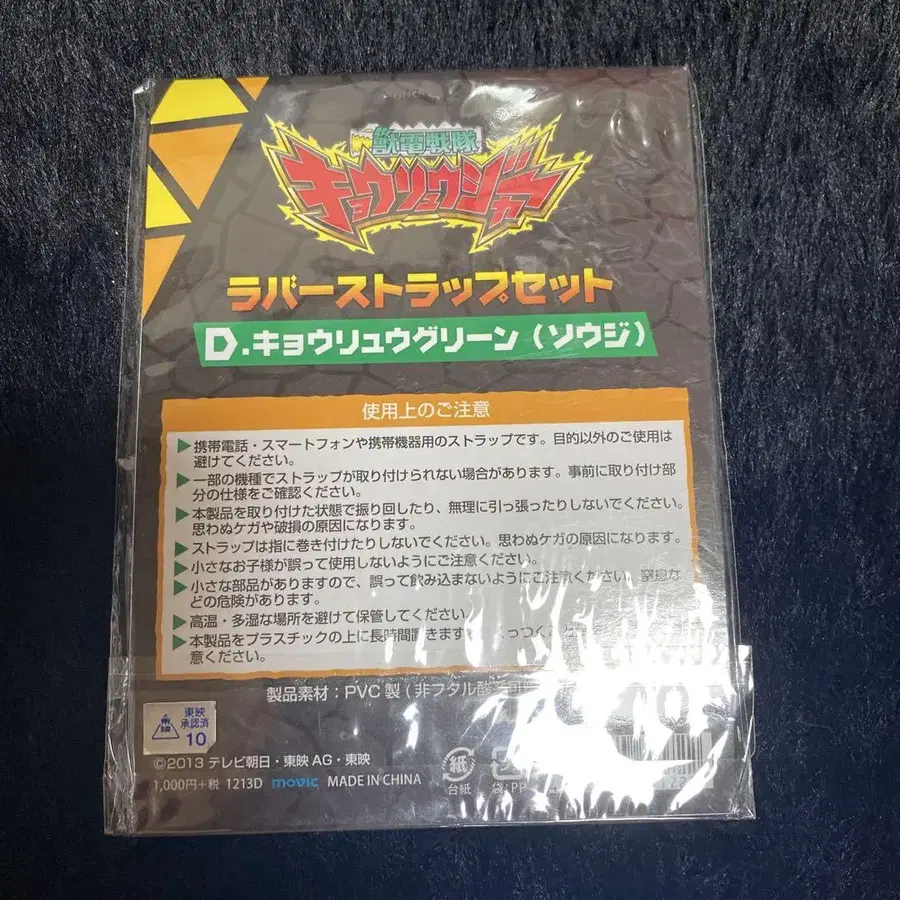 獣電戦隊
キョウリュウジャー
ラバーストラップセット
D.キョウリュウグリーン(ソウジ)
使用上のご注意
▶携帯電話・スマートフォンや携帯機器用のストラップです。目的以外のご使用は
避けてください。
▶一部の機種でストラップが取り付けられない場合があります。事前に取り付け部
分の仕様をご確認ください。
▶本製品を取り付けた状態で振り回したり、無理に引っ張ったりしないでください。
思わぬケガや破損の原因になります。
▶ストラップは指に巻き付けたりしないでください。思わぬケガの原因になります。
▶小さなお子様が誤って使用しないようにご注意ください。
▶小さな部品がありますので、誤って飲み込まないようにご注意ください。窒息な
どの危険があります。
▶高温・多湿な場所を避けて保管してください。
▶本製品をプラスチックの上に長時間置きます
意ください。
製品素材:PVC製(非フタル酸
東映
承認済
10
©2013 テレビ朝日・東映AG・東映
1,000円+税 1213D movic MADE IN CHINA
紙
台紙
袋:PP